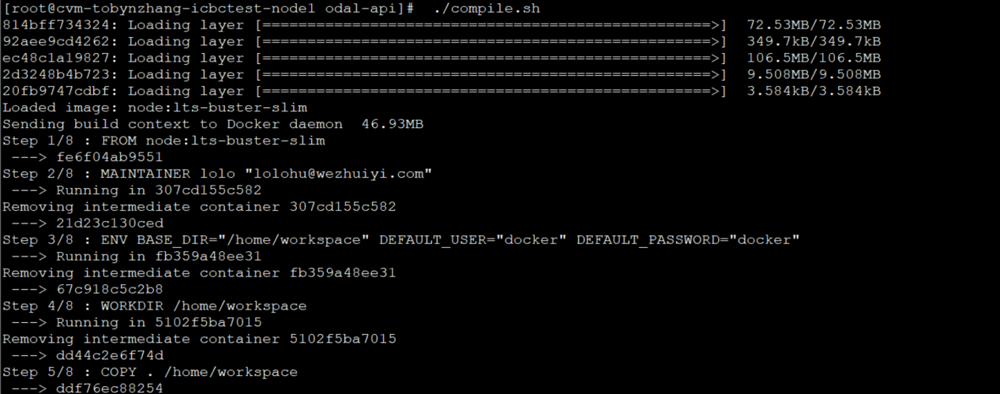 [root@cvm-tobynzhang-icbctest-node1 odal-api]#  ./compile.sh
814bff734324: Loading layer [==================================================>]  72.53MB/72.53MB
92aee9cd4262: Loading layer [==================================================>]  349.7kB/349.7kB
ec48c1a19827: Loading layer [==================================================>]  106.5MB/106.5MB
2d3248b4b723: Loading layer [==================================================>]  9.508MB/9.508MB
20fb9747cdbf: Loading layer [==================================================>]  3.584kB/3.584kB
Loaded image: node:lts-buster-slim
Sending build context to Docker daemon  46.93MB
Step 1/8 : FROM node:lts-buster-slim
 ---> fe6f04ab9551
Step 2/8 : MAINTAINER lolo "lolohu@wezhuiyi.com"
 ---> Running in 307cd155c582
Removing intermediate container 307cd155c582
 ---> 21d23c130ced
Step 3/8 : ENV BASE_DIR="/home/workspace" DEFAULT_USER="docker" DEFAULT_PASSWORD="docker"
 ---> Running in fb359a48ee31
Removing intermediate container fb359a48ee31
 ---> 67c918c5c2b8
Step 4/8 : WORKDIR /home/workspace
 ---> Running in 5102f5ba7015
Removing intermediate container 5102f5ba7015
 ---> dd44c2e6f74d
Step 5/8 : COPY . /home/workspace
 ---> ddf76ec88254